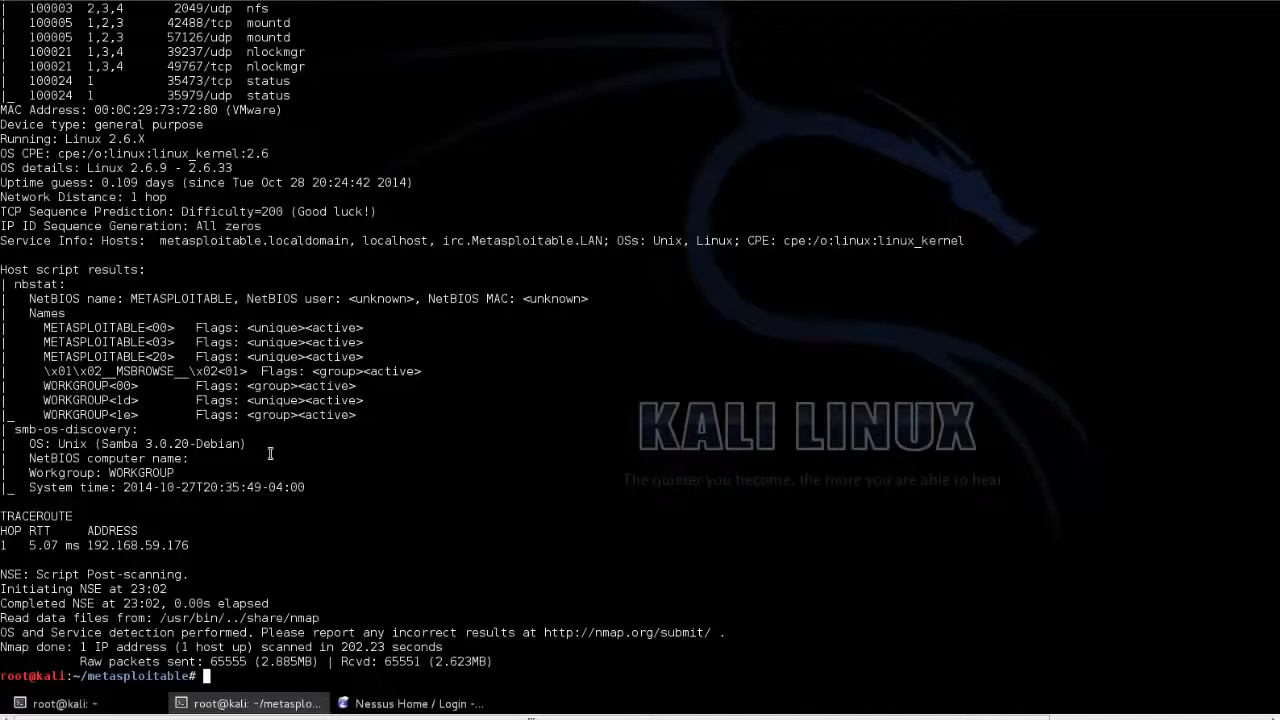 |   100003  2,3,4       2049/udp  nfs
|   100005  1,2,3      42488/tcp  mountd
|   100005  1,2,3      57126/udp  mountd
|   100021  1,3,4      39237/udp  nlockmgr
|   100021  1,3,4      49767/tcp  nlockmgr
|   100024  1          35473/tcp  status
|_  100024  1          35979/udp  status
MAC Address: 00:0C:29:73:72:80 (VMware)
Device type: general purpose
Running: Linux 2.6.X
OS CPE: cpe:/o:linux:linux_kernel:2.6
OS details: Linux 2.6.9 - 2.6.33
Uptime guess: 0.109 days (since Tue Oct 28 20:24:42 2014)
Network Distance: 1 hop
TCP Sequence Prediction: Difficulty=200 (Good luck!)
IP ID Sequence Generation: All zeros
Service Info: Hosts:  metasploitable.localdomain, localhost, irc.Metasploitable.LAN; OSs: Unix, Linux; CPE: cpe:/o:linux:linux_kernel
Host script results:
| nbstat:
|   NetBIOS name: METASPLOITABLE, NetBIOS user: <unknown>, NetBIOS MAC: <unknown>
|   Names
|     METASPLOITABLE<00>   Flags: <unique><active>
|     METASPLOITABLE<03>   Flags: <unique><active>
|     METASPLOITABLE<20>   Flags: <unique><active>
|     \x01\x02__MSBROWSE__\x02<01>  Flags: <group><active>
|     WORKGROUP<00>        Flags: <group><active>
|     WORKGROUP<1d>        Flags: <unique><active>
|_    WORKGROUP<1e>        Flags: <group><active>
| smb-os-discovery:
|   OS: Unix (Samba 3.0.20-Debian)
|   NetBIOS computer name:
|   Workgroup: WORKGROUP
|_  System time: 2014-10-27T20:35:49-04:00
TRACEROUTE
HOP RTT     ADDRESS
1   5.07 ms 192.168.59.176
NSE: Script Post-scanning.
Initiating NSE at 23:02
Completed NSE at 23:02, 0.00s elapsed
Read data files from: /usr/bin/../share/nmap
OS and Service detection performed. Please report any incorrect results at http://nmap.org/submit/ .
Nmap done: 1 IP address (1 host up) scanned in 202.23 seconds
           Raw packets sent: 65555 (2.885MB) | Rcvd: 65551 (2.623MB)
root@kali:~/metasploitable#
KALI LINUX
The quieter you become, the more you are able to hear
root@kali: ~
root@kali: ~/metasplo...
Nessus Home / Login -...